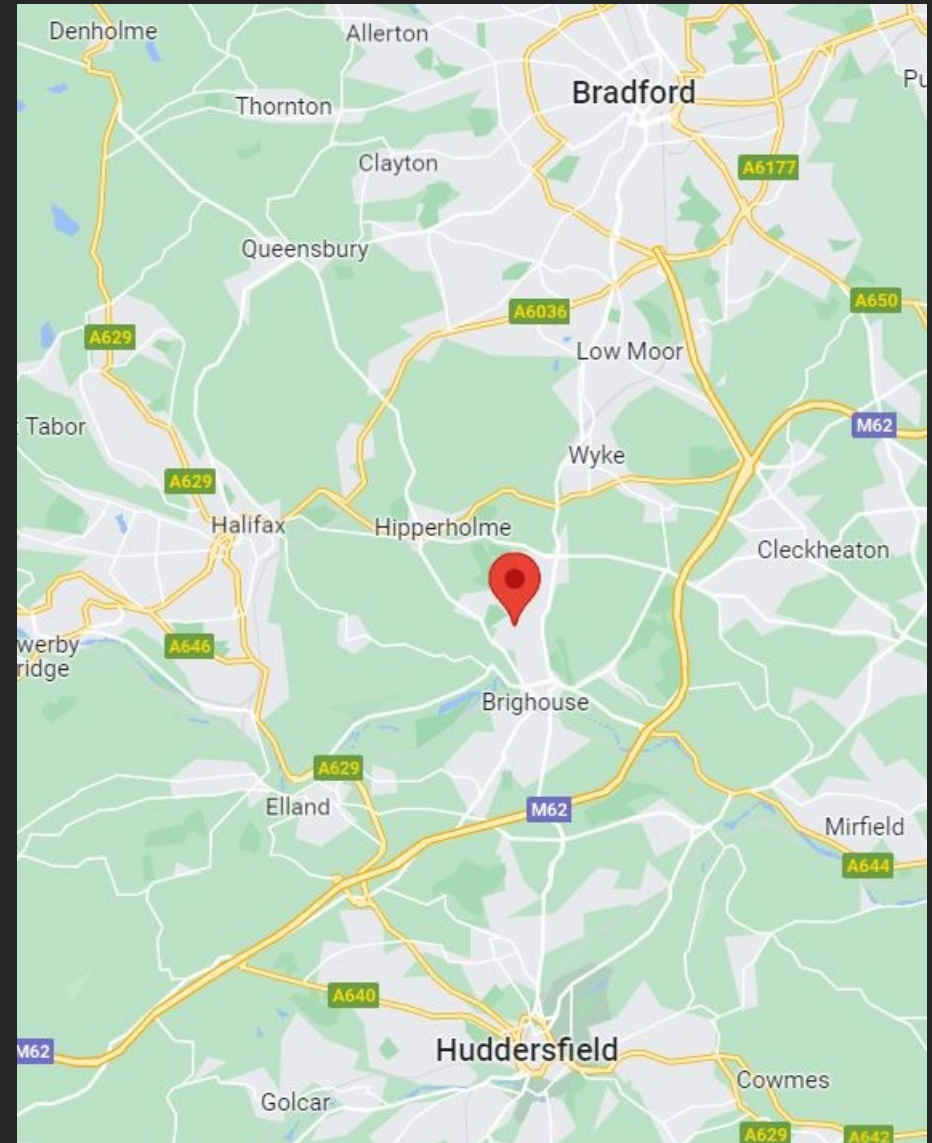 Denholme
Allerton
Bradford
Pu
Thornton
Clayton
A6177
Queensbury
A650
A6036
A629
Low Moor
Tabor
M62
Wyke
A629
Halifax
Hipperholme
Cleckheaton
A646
werby
ridge
Brighouse
A629
Elland
M62
Mirfield
A644
A640
M62
Huddersfield
Cowmes
Golcar
A629
A642